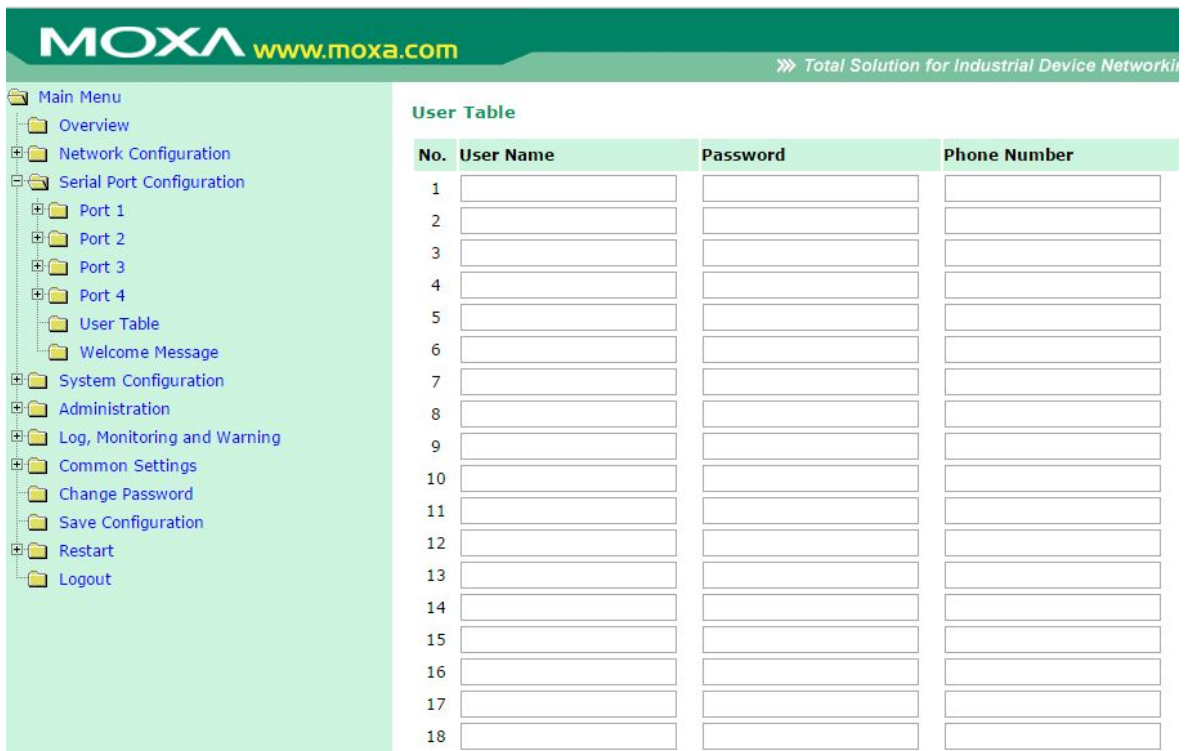 MOXA www.moxa.com
Total Solution for Industrial Device Networkin
Main Menu
Overview
Network Configuration
Serial Port Configuration
Port 1
Port 2
Port 3
Port 4
User Table
Welcome Message
System Configuration
Administration
Log, Monitoring and Warning
Common Settings
Change Password
Save Configuration
Restart
Logout
User Table
No. User Name Password Phone Number
1
2
3
4
5
6
7
8
9
10
11
12
13
14
15
16
17
18